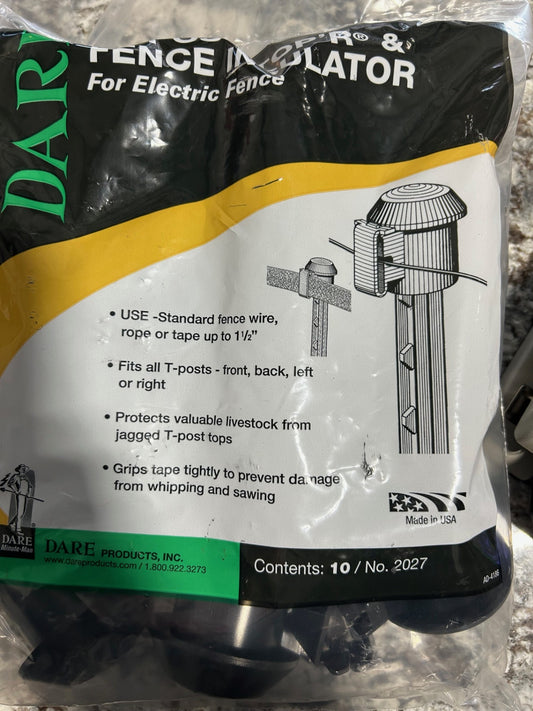 DARE
FENCE INSULATOR
For Electric Fence
• USE -Standard fence wire,
rope or tape up to 1½”
• Fits all T-posts - front, back, left
or right
• Protects valuable livestock from
jagged T-post tops
• Grips tape tightly to prevent damage
from whipping and sawing
Made in USA
DARE
Minute-Man
DARE PRODUCTS, INC.
www.dareproducts.com / 1.800.922.3273
Contents: 10 / No. 2027